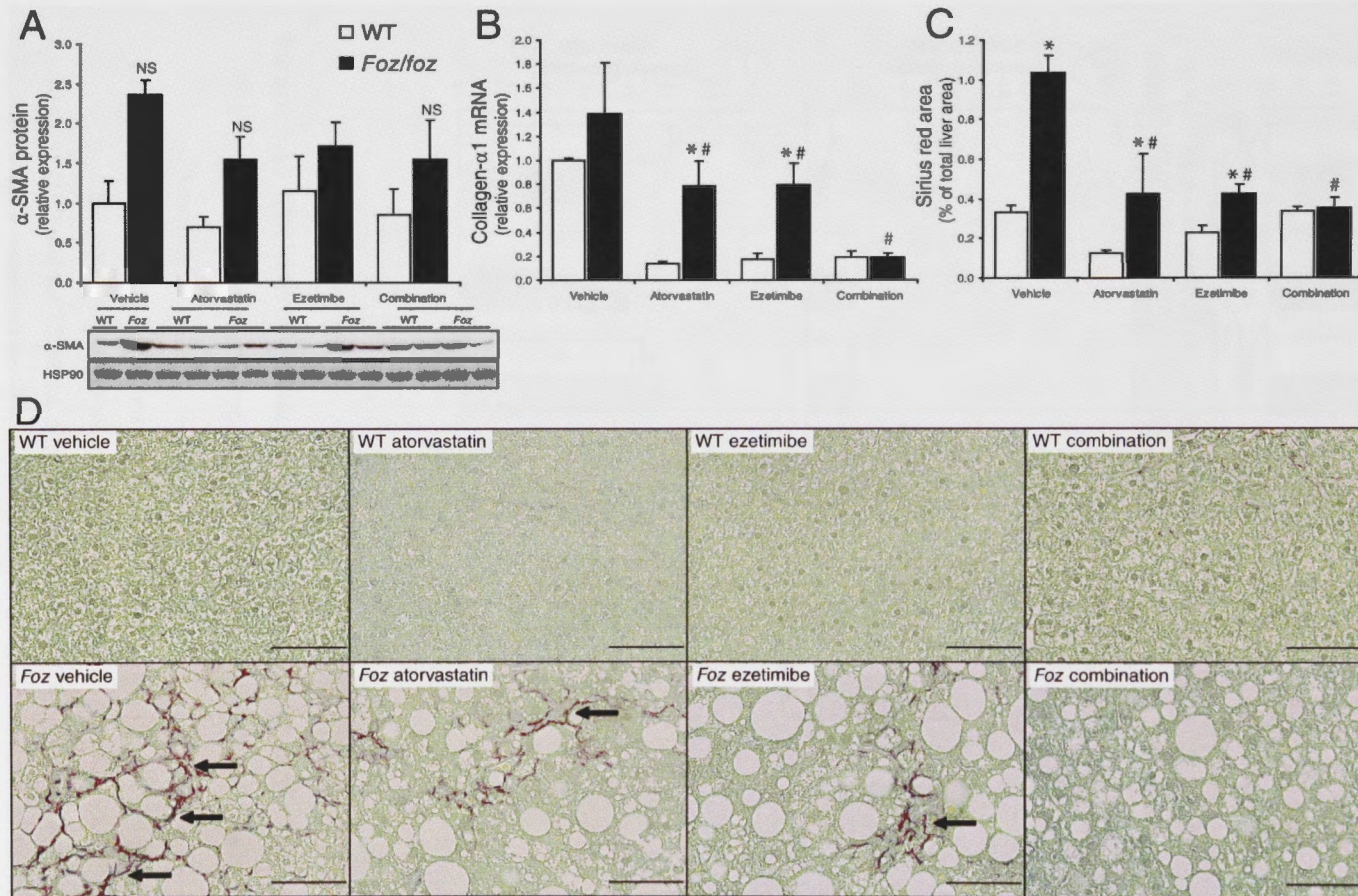 A
WT
Foz/foz
α-SMA protein
(relative expression)
3.0
2.5
2.0
1.5
1.0
0.5
0.0
NS
NS
NS
Vehicle Atorvastatin Ezetimibe Combination
WT Foz WT Foz WT Foz WT Foz
α-SMA
HSP90
B
Collagen-α1 mRNA
(relative expression)
2.0
1.8
1.6
1.4
1.2
1.0
0.8
0.6
0.4
0.2
0.0
* #
* #
#
Vehicle Atorvastatin Ezetimibe Combination
C
Sirius red area
(% of total liver area)
1.2
1.0
0.8
0.6
0.4
0.2
0.0
*
* #
* #
#
Vehicle Atorvastatin Ezetimibe Combination
D
WT vehicle
WT atorvastatin
WT ezetimibe
WT combination
Foz vehicle
Foz atorvastatin
Foz ezetimibe
Foz combination